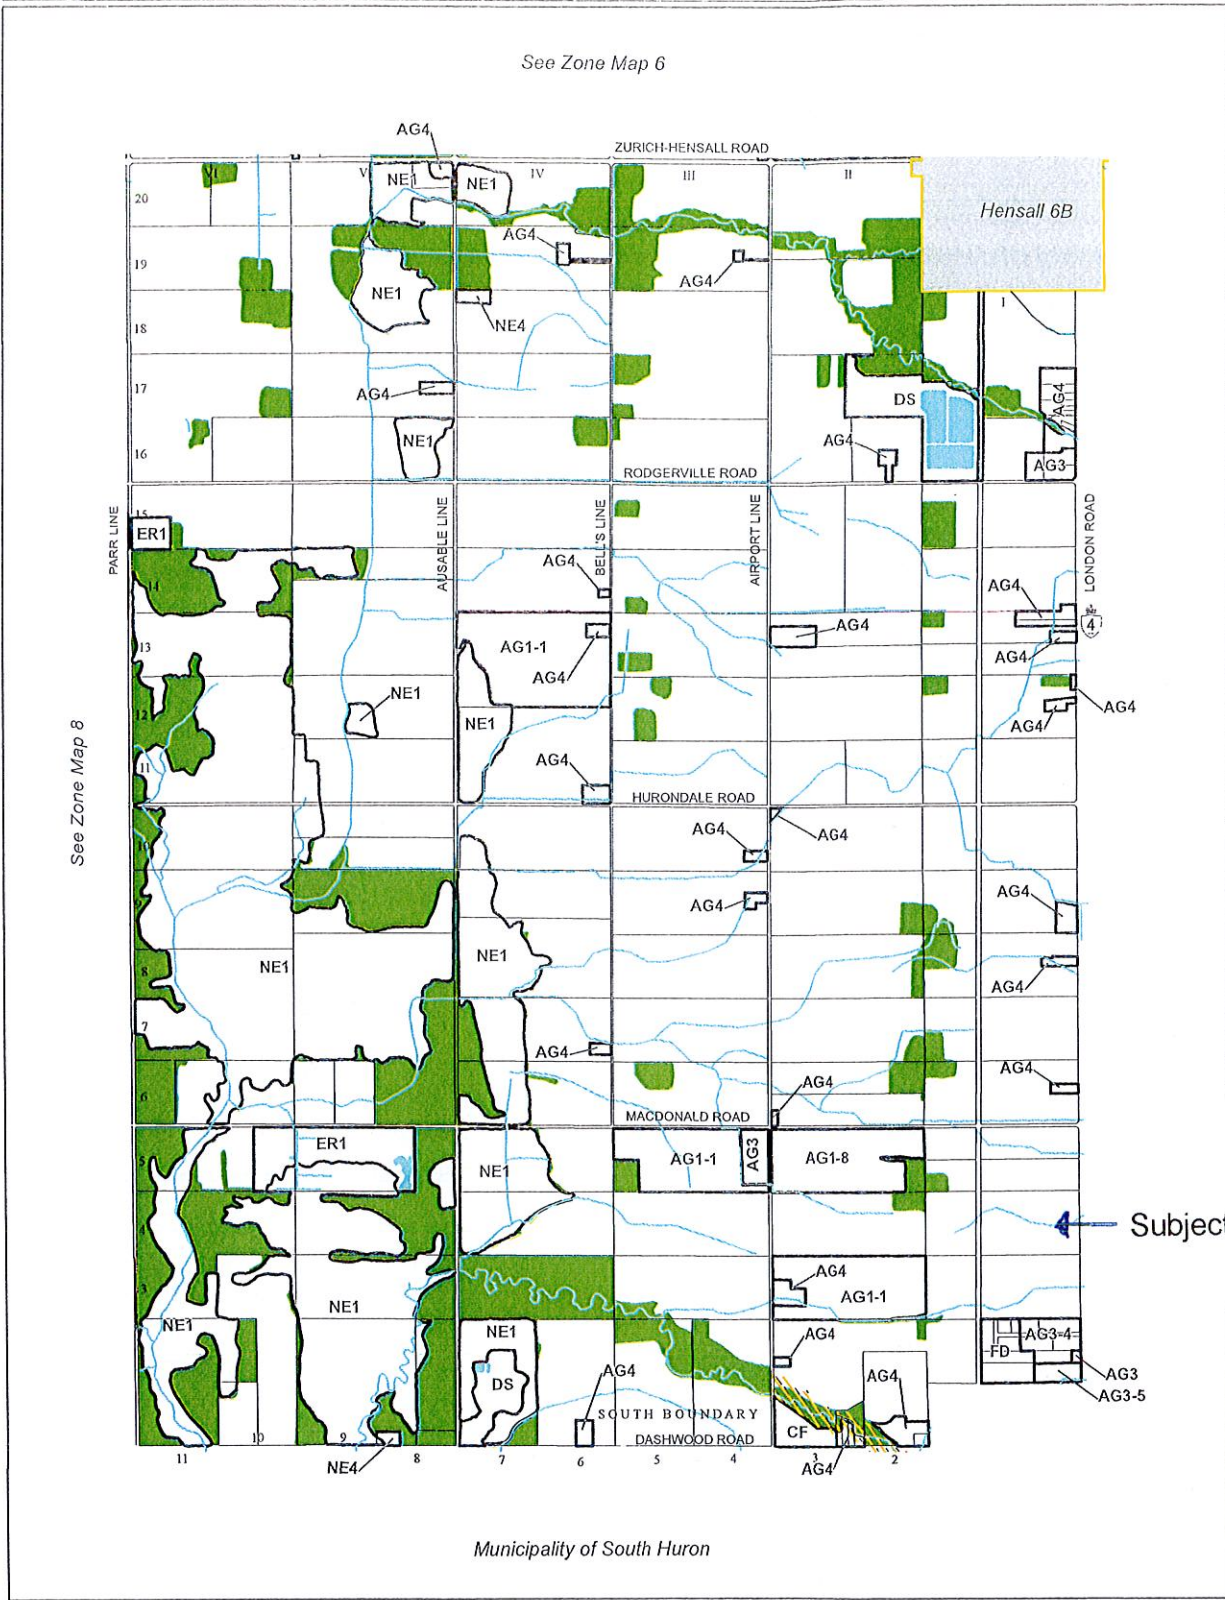 See Zone Map 6
AG4
ZURICH-HENSALL ROAD
VI
V
NE1
NE1
IV
III
II
20
Hensall 6B
AG4
19
AG4
NE1
I
NE4
18
17
AG4
DS
AG4
NE1
AG4
16
AG3
RODGERVILLE ROAD
PARR LINE
15
ER1
AUSABLE LINE
BELL'S LINE
AIRPORT LINE
LONDON ROAD
AG4
14
AG4
4
AG4
13
AG1-1
AG4
AG4
NE1
AG4
12
NE1
AG4
See Zone Map 8
11
AG4
HURONDALE ROAD
10
AG4
AG4
AG4
AG4
NE1
8
NE1
AG4
7
AG4
AG4
6
AG4
MACDONALD ROAD
ER1
5
NE1
AG1-1
AG3
AG1-8
4
Subject
3
AG4
AG1-1
NE1
NE1
NE1
AG4
FD
AG3-4
AG3
AG3-5
DS
AG4
AG4
SOUTH BOUNDARY
CF
DASHWOOD ROAD
11
10
9
8
7
6
5
4
3
2
NE4
AG4
Municipality of South Huron